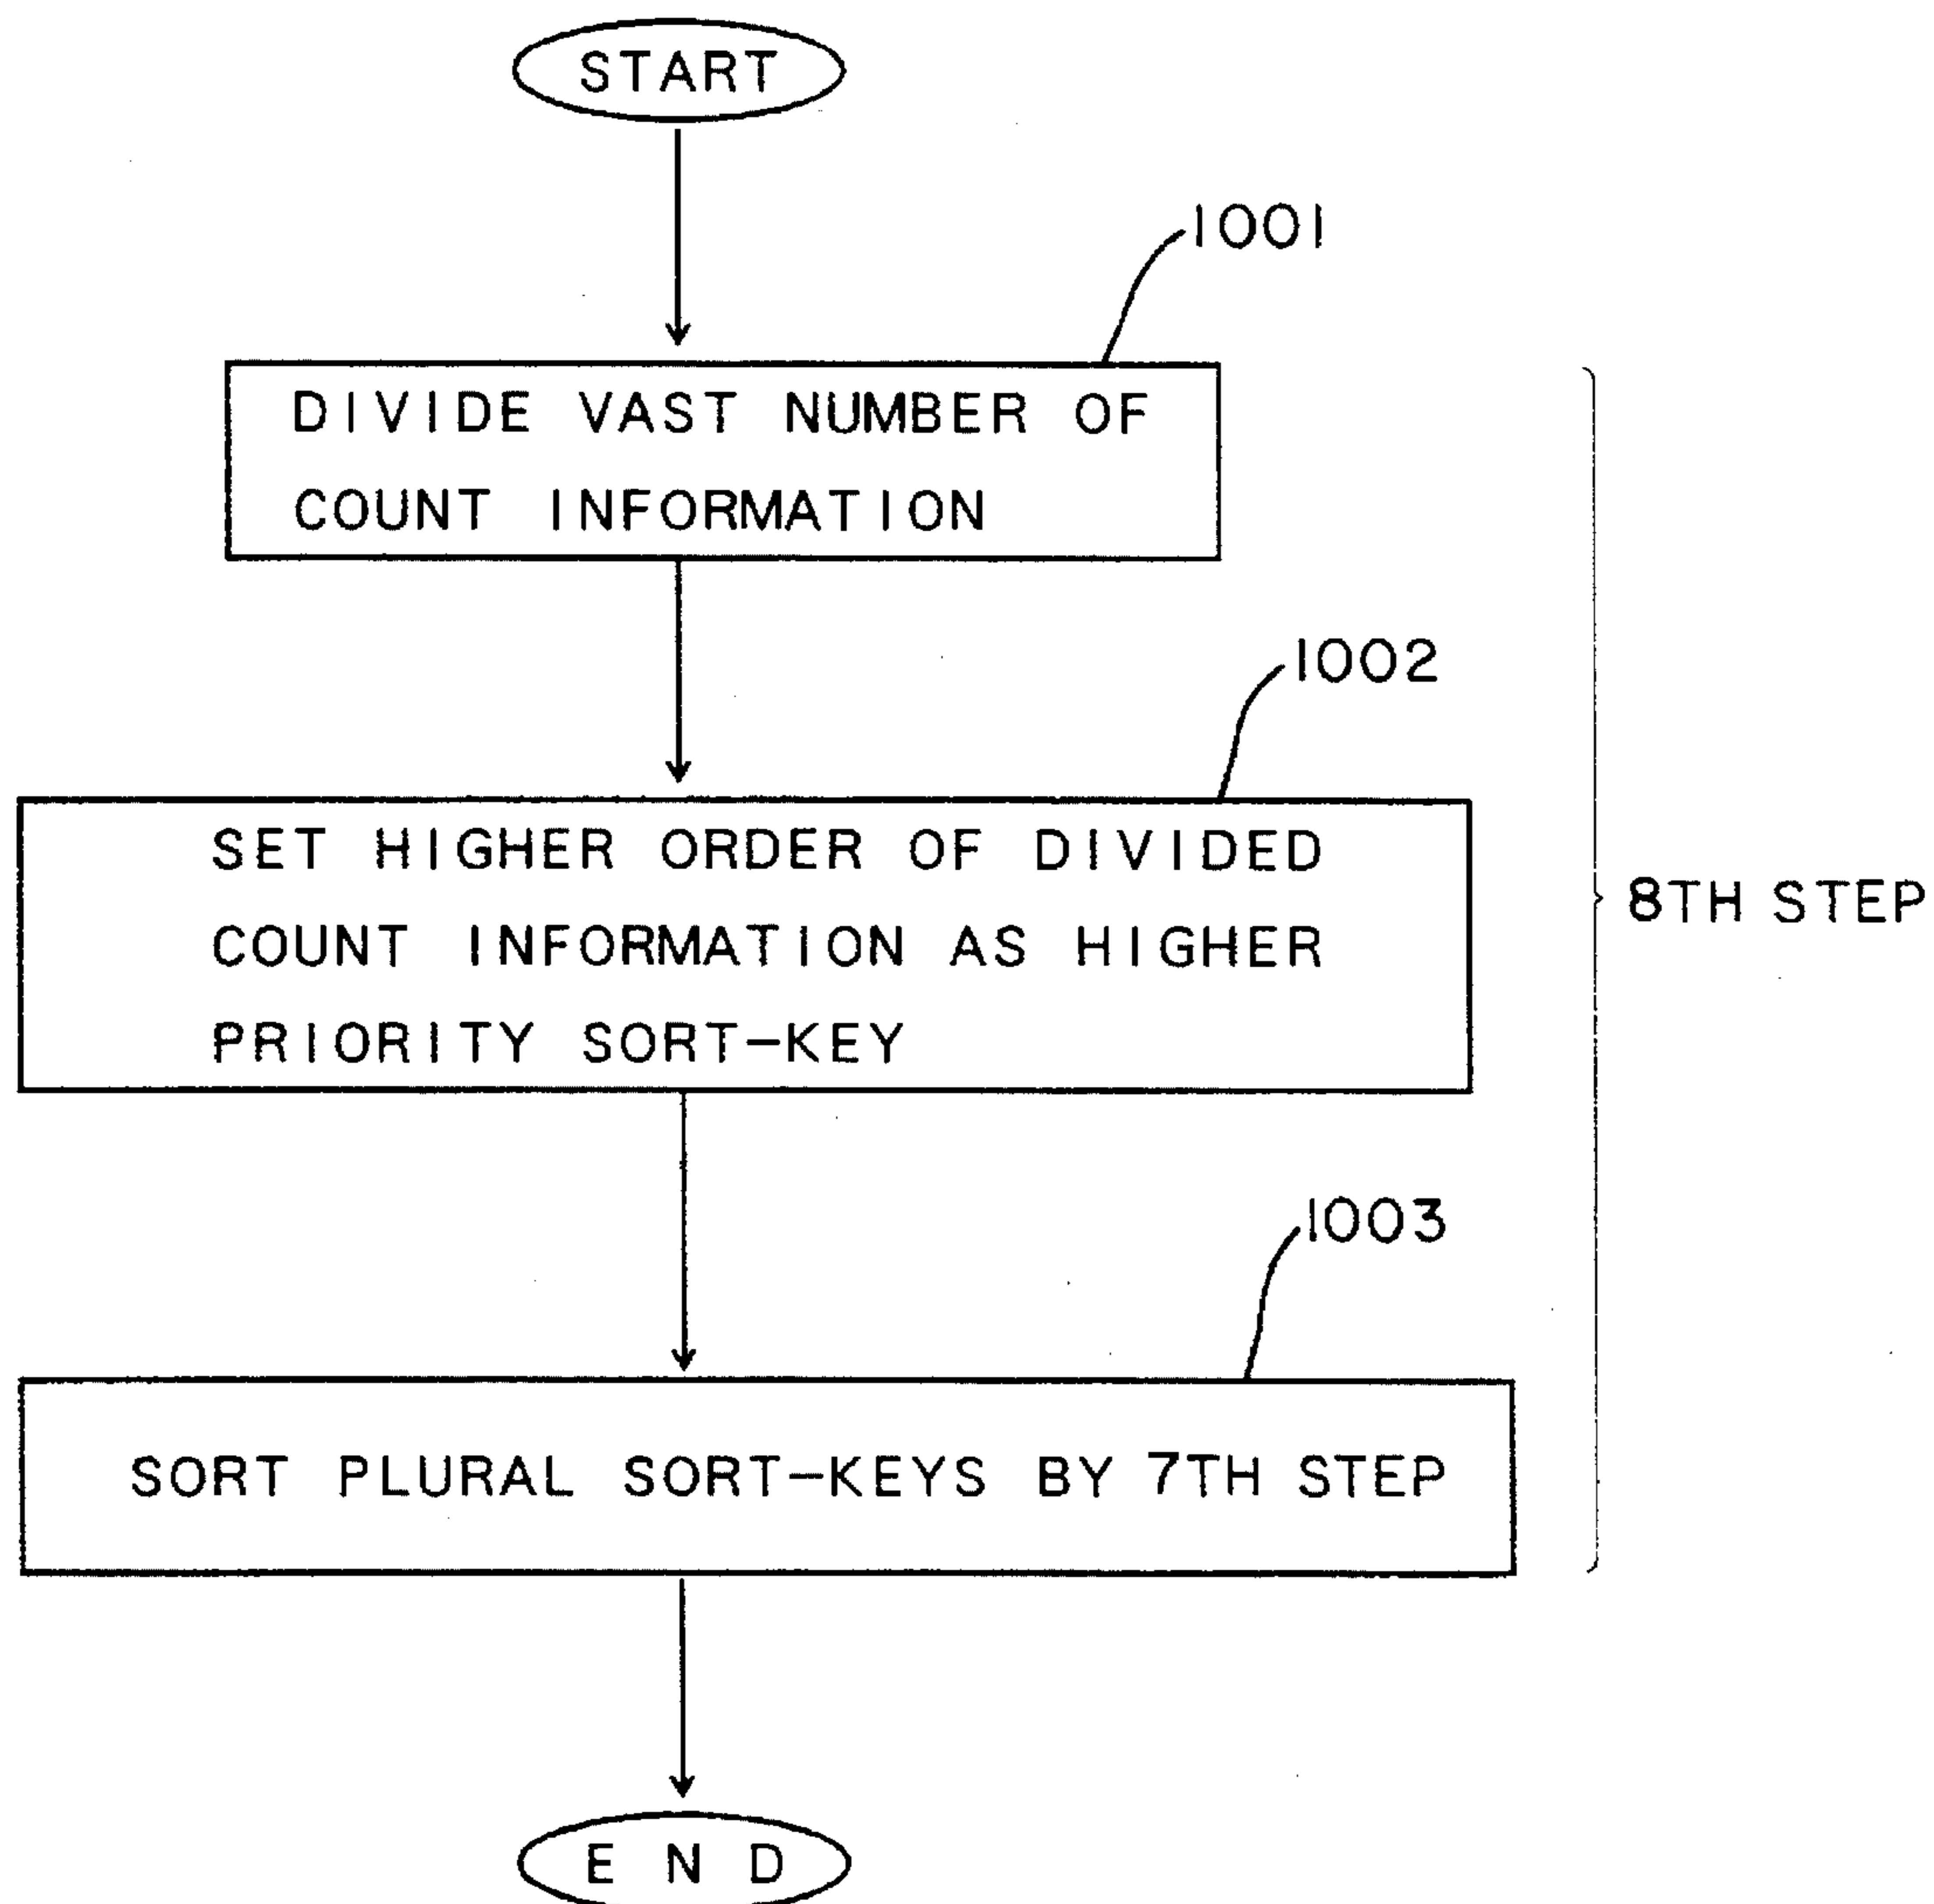 START
1001
DIVIDE VAST NUMBER OF
COUNT INFORMATION
1002
SET HIGHER ORDER OF DIVIDED
COUNT INFORMATION AS HIGHER
PRIORITY SORT-KEY
8TH STEP
1003
SORT PLURAL SORT-KEYS BY 7TH STEP
END